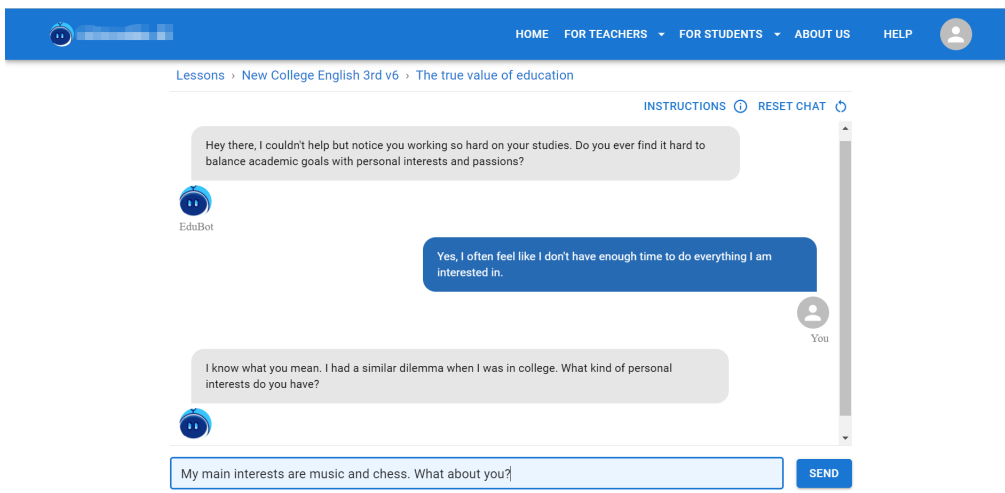 HOME FOR TEACHERS FOR STUDENTS ABOUT US HELP
Lessons › New College English 3rd v6 › The true value of education
INSTRUCTIONS RESET CHAT
Hey there, I couldn't help but notice you working so hard on your studies. Do you ever find it hard to
balance academic goals with personal interests and passions?
EduBot
Yes, I often feel like I don't have enough time to do everything I am
interested in.
You
I know what you mean. I had a similar dilemma when I was in college. What kind of personal
interests do you have?
My main interests are music and chess. What about you?
SEND